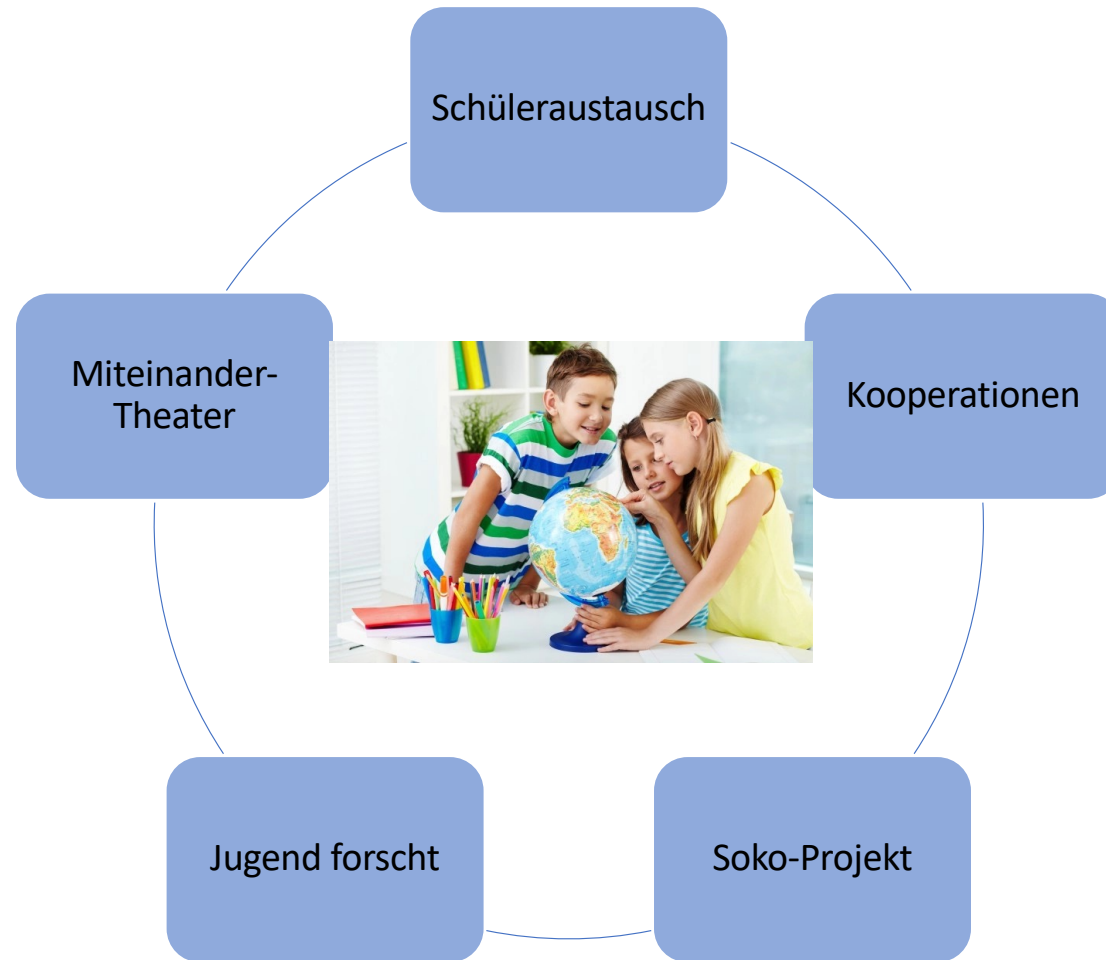 Schüleraustausch
Miteinander-
Theater
Kooperationen
Jugend forscht
Soko-Projekt